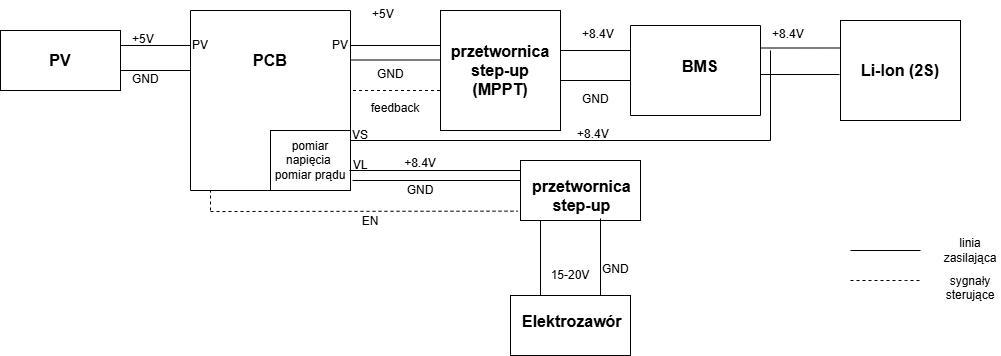 PV
+5V
GND
PV
PCB
PV
+5V
GND
feedback
przetwornica
step-up
(MPPT)
+8.4V
GND
BMS
+8.4V
Li-Ion (2S)
pomiar
napięcia
pomiar prądu
VS
+8.4V
VL
+8.4V
GND
EN
przetwornica
step-up
15-20V
GND
Elektrozawór
linia
zasilająca
sygnały
sterujące